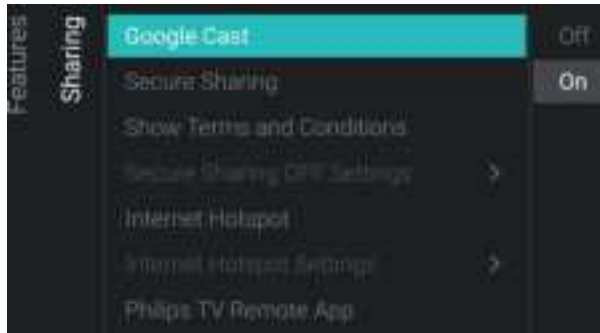 Features
Sharing
Google Cast
Off
Secure Sharing
On
Show Terms and Conditions
Secure Sharing OFF Settings
Internet Hotspot
Internet Hotspot Settings
Philips TV Remote App